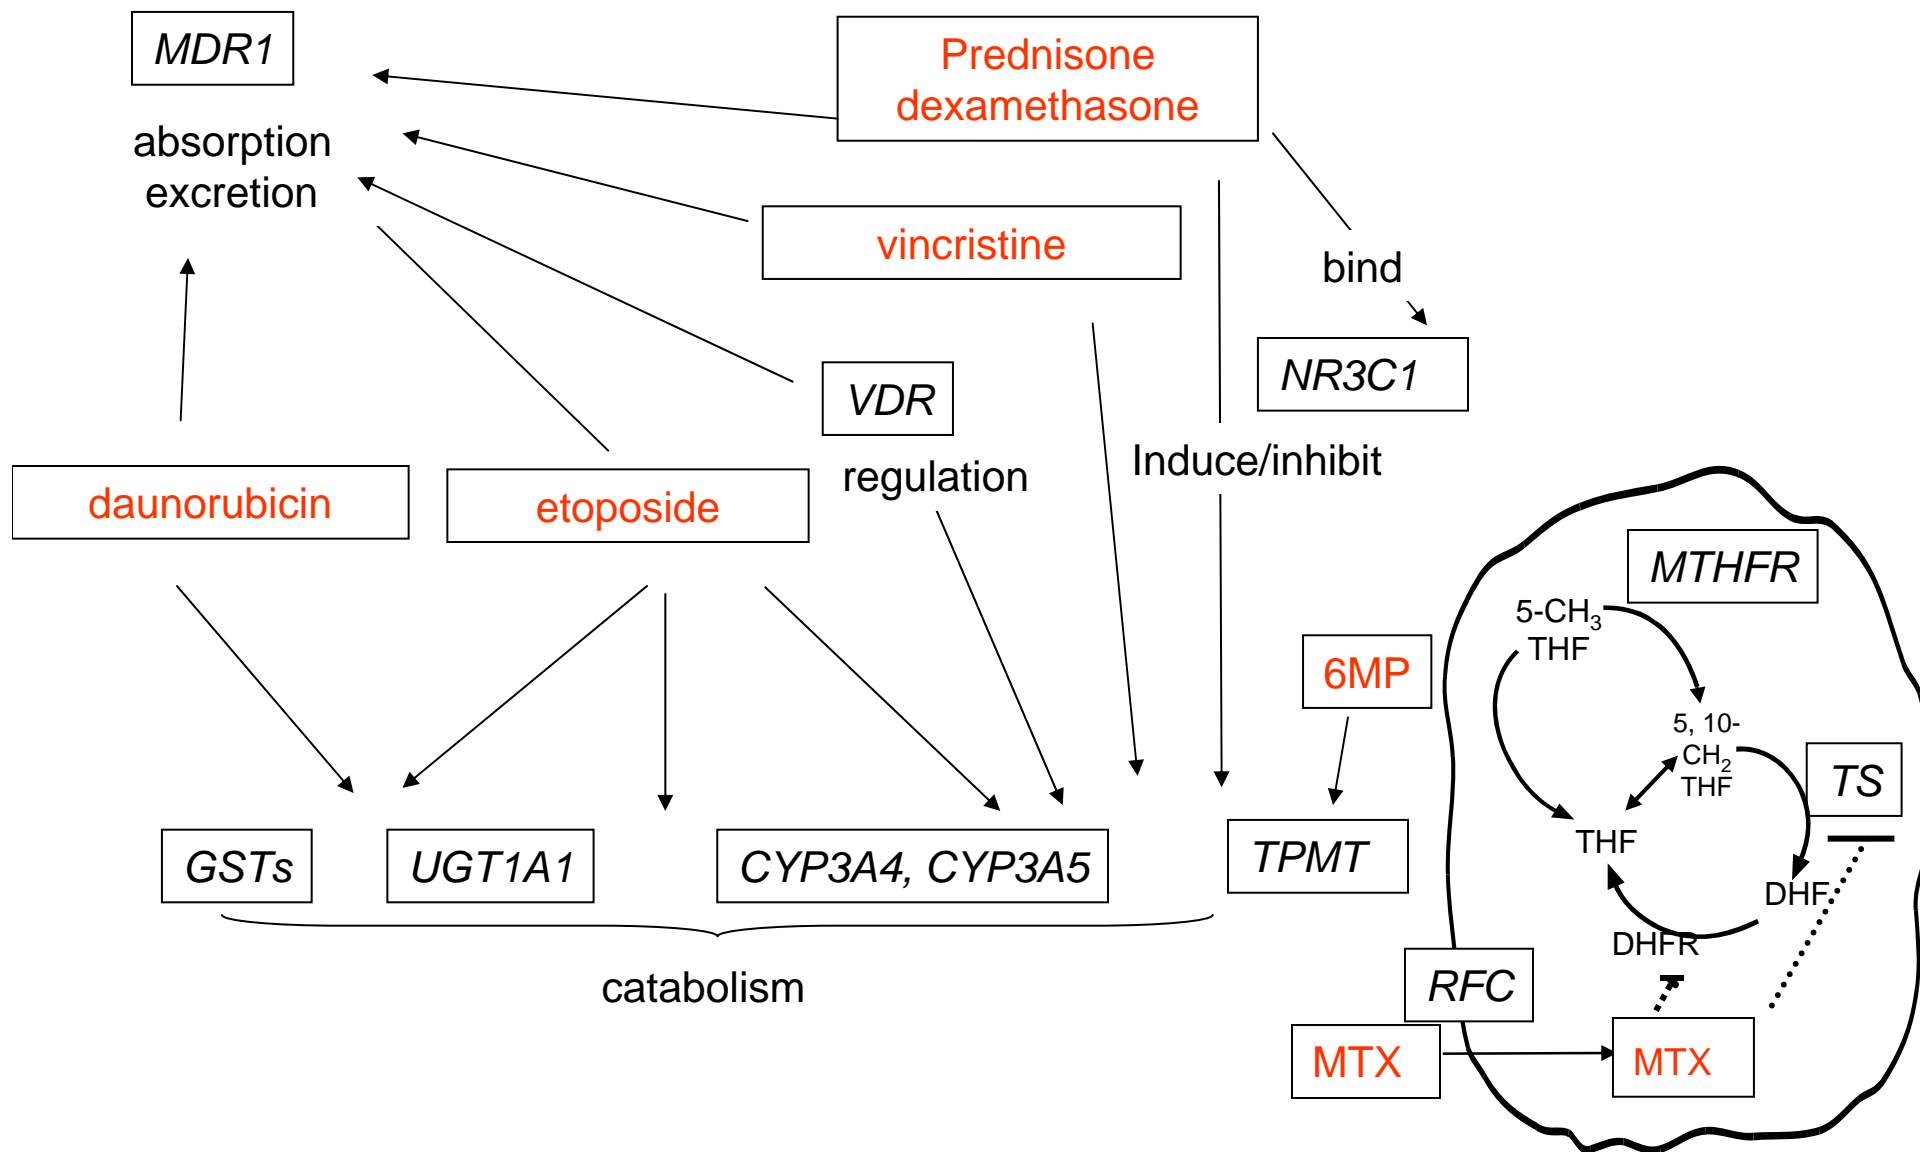 MDR1
absorption
excretion
Prednisone
dexamethasone
vincristine
bind
NR3C1
VDR
regulation
Induce/inhibit
daunorubicin
etoposide
6MP
GSTs
UGT1A1
CYP3A4, CYP3A5
TPMT
catabolism
MTHFR
5-CH₃
THF
5, 10-
CH₂
THF
TS
THF
DHF
DHFR
RFC
MTX
MTX